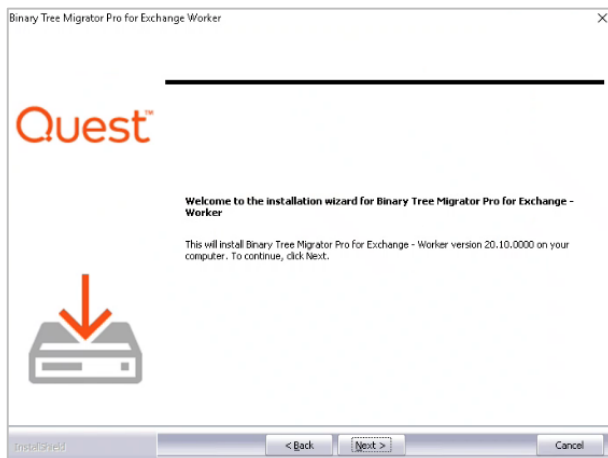 Binary Tree Migrator Pro for Exchange Worker
Quest™
Welcome to the installation wizard for Binary Tree Migrator Pro for Exchange -
Worker
This will install Binary Tree Migrator Pro for Exchange - Worker version 20.10.0000 on your
computer. To continue, click Next.
InstallShield
< Back
Next >
Cancel